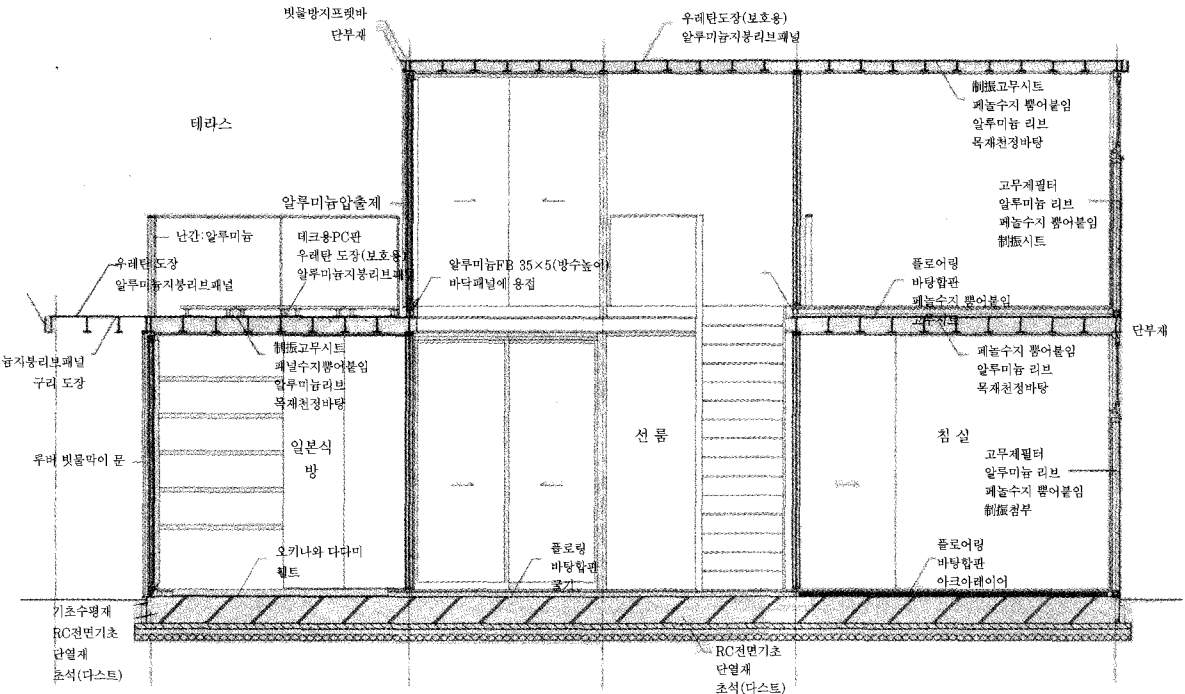 빗물방지프렛바
단부재
우레탄도장(보호용)
알루미늄지붕리브패널
制振고무시트
페놀수지 뿜어붙임
알루미늄 리브
목재천정바탕
테라스
고무제필터
알루미늄 리브
페놀수지 뿜어붙임
制振시트
알루미늄압출제
난간:알루미늄
데크용PC판
우레탄 도장(보호용)
알루미늄지붕리브패널
우레탄 도장
알루미늄지붕리브패널
알루미늄FB 35×5(방수높이)
바닥패널에 용접
플로어링
바탕합판
페놀수지 뿜어붙임
고무시트
단부재
늄지붕리브패널
구리 도장
制振고무시트
패널수지뿜어붙임
알루미늄리브
목재천정바탕
페놀수지 뿜어붙임
알루미늄 리브
목재천정바탕
일본식
방
선 룸
침 실
루버 빗물막이 문
고무제필터
알루미늄 리브
페놀수지 뿜어붙임
制振첨부
오키나와 다다미
휄트
플로링
바탕합판
플로어링
바탕합판
아크아레이어
기초수평재
RC전면기초
단열재
초석(다스트)
RC전면기초
단열재
초석(다스트)